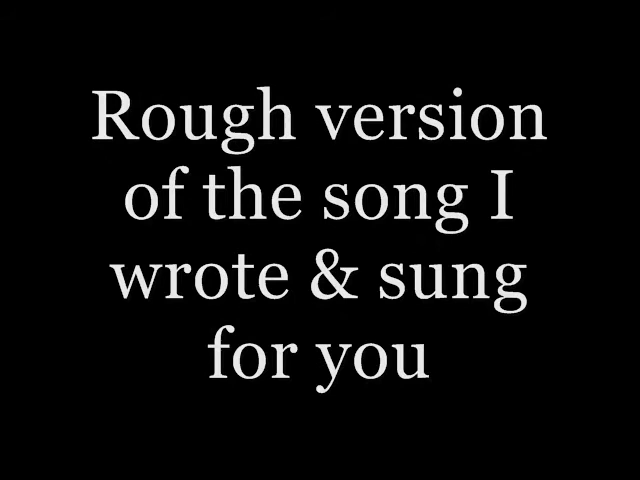 Rough version
of the song I
wrote & sung
for you